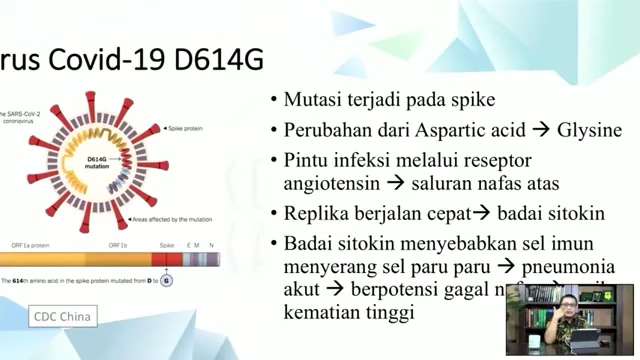 rus Covid-19 D614G
he SARS-CoV-2
coronavirus
Spike protein
D614G
mutation
Areas affected by the mutation
ORF1a protein ORF1b Spike E M N
The 614th amino acid in the spike protein mutated from D to G
CDC China
• Mutasi terjadi pada spike
• Perubahan dari Aspartic acid → Glysine
• Pintu infeksi melalui reseptor
angiotensin → saluran nafas atas
• Replika berjalan cepat→ badai sitokin
• Badai sitokin menyebabkan sel imun
menyerang sel paru paru → pneumonia
akut → berpotensi gagal
kematian tinggi